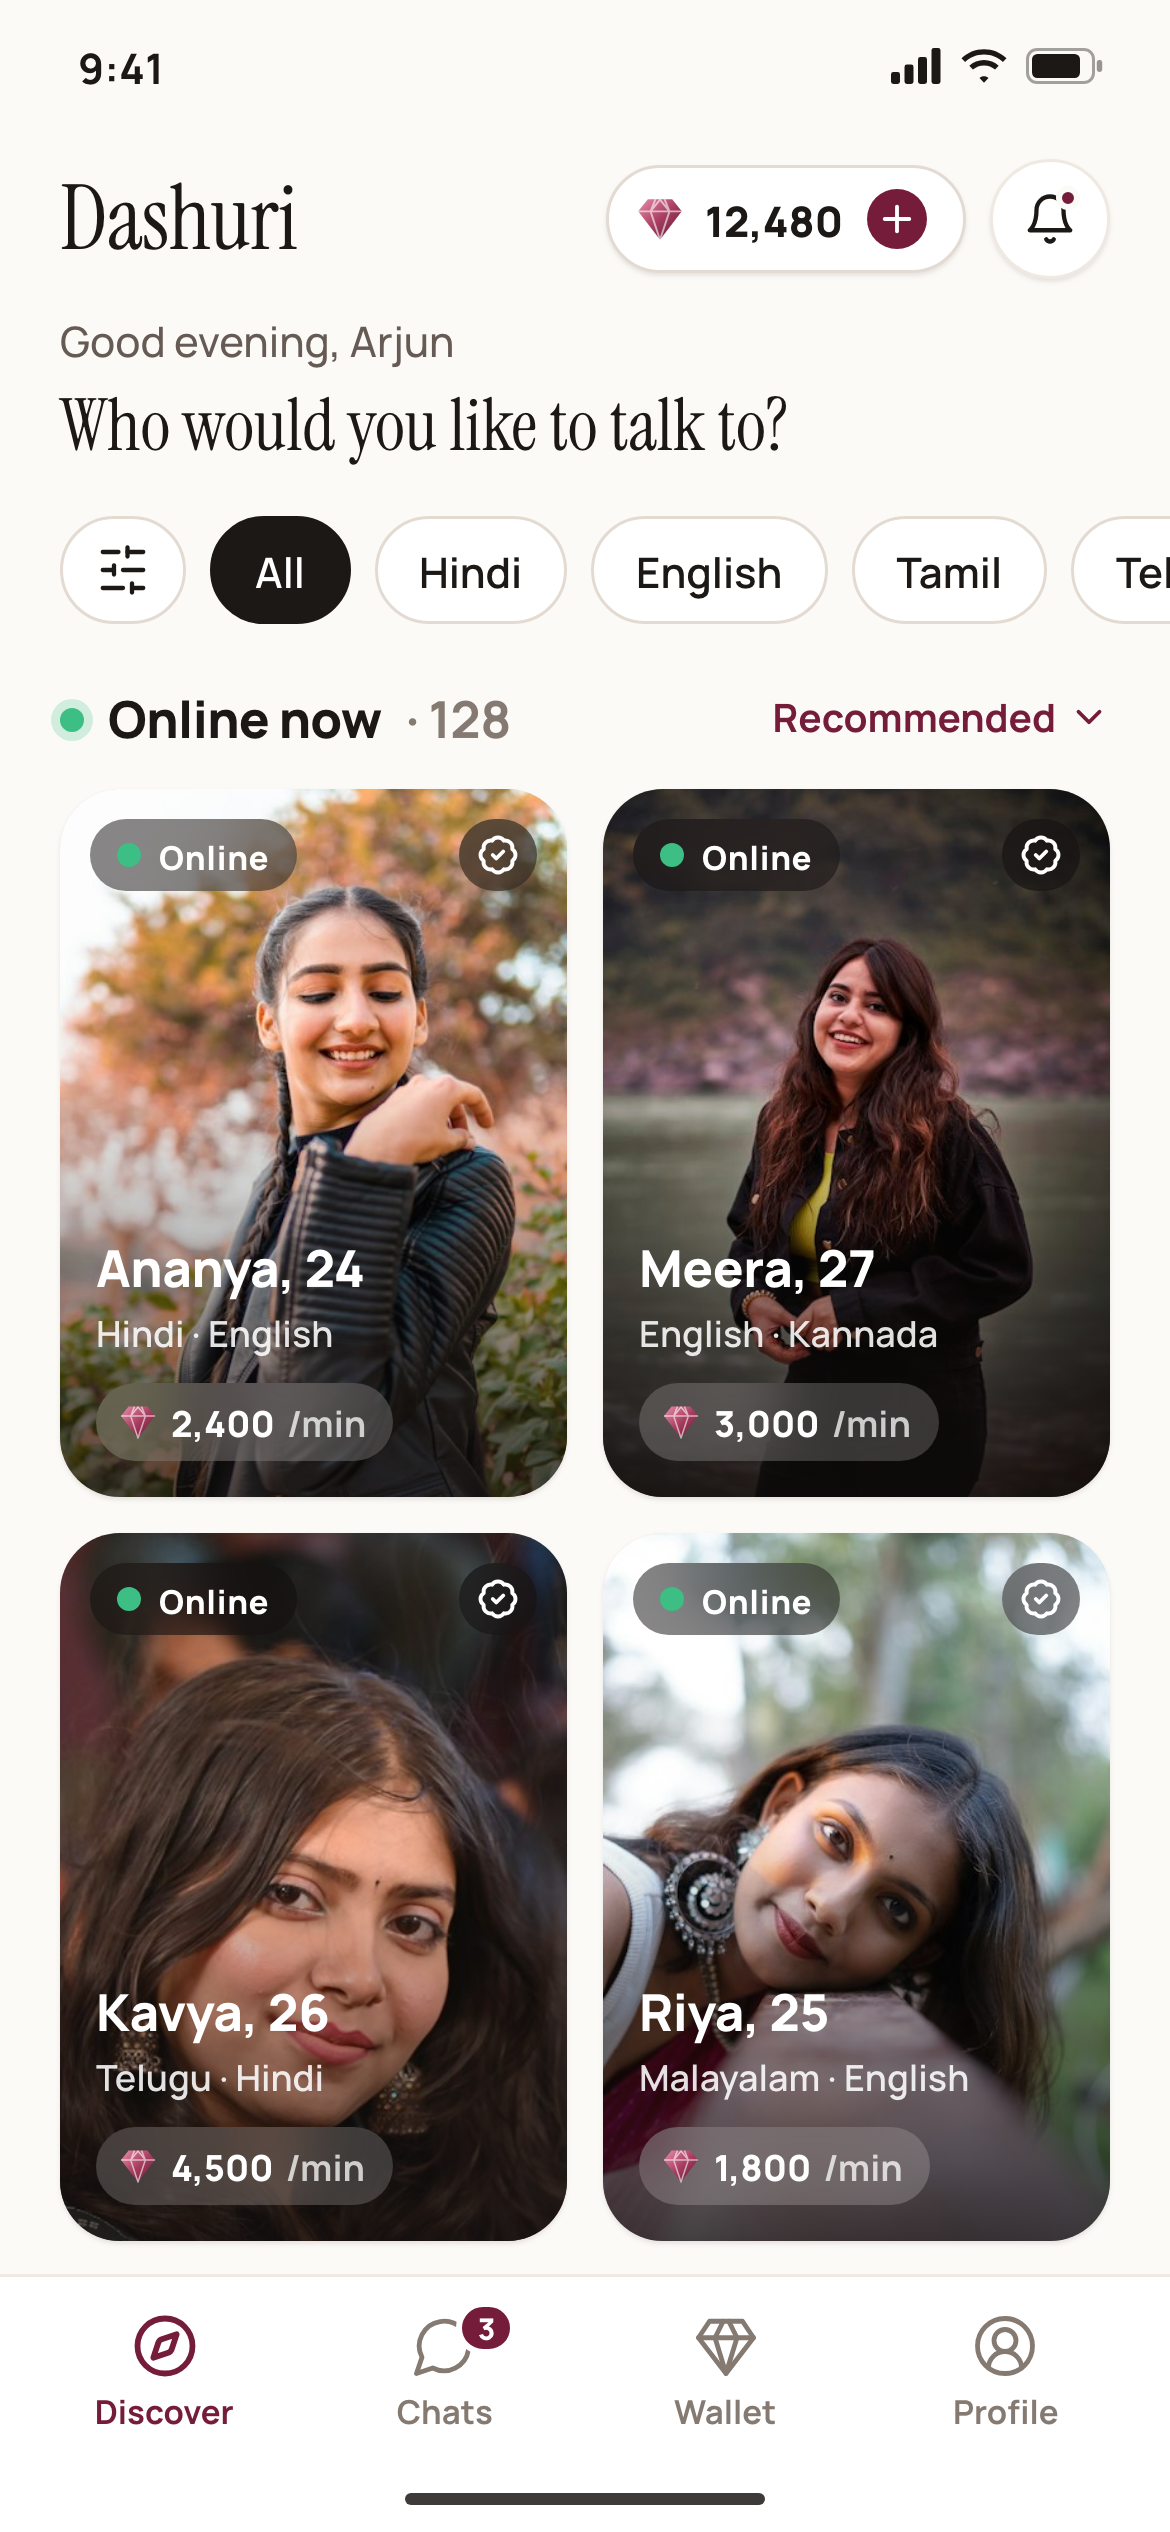 9:41
Dashuri
12,480
Good evening, Arjun
Who would you like to talk to?
All
Hindi
English
Tamil
Tel
Online now · 128
Recommended
Online
Online
Ananya, 24
Hindi · English
2,400 /min
Meera, 27
English · Kannada
3,000 /min
Online
Online
Kavya, 26
Telugu · Hindi
4,500 /min
Riya, 25
Malayalam · English
1,800 /min
3
Discover
Chats
Wallet
Profile